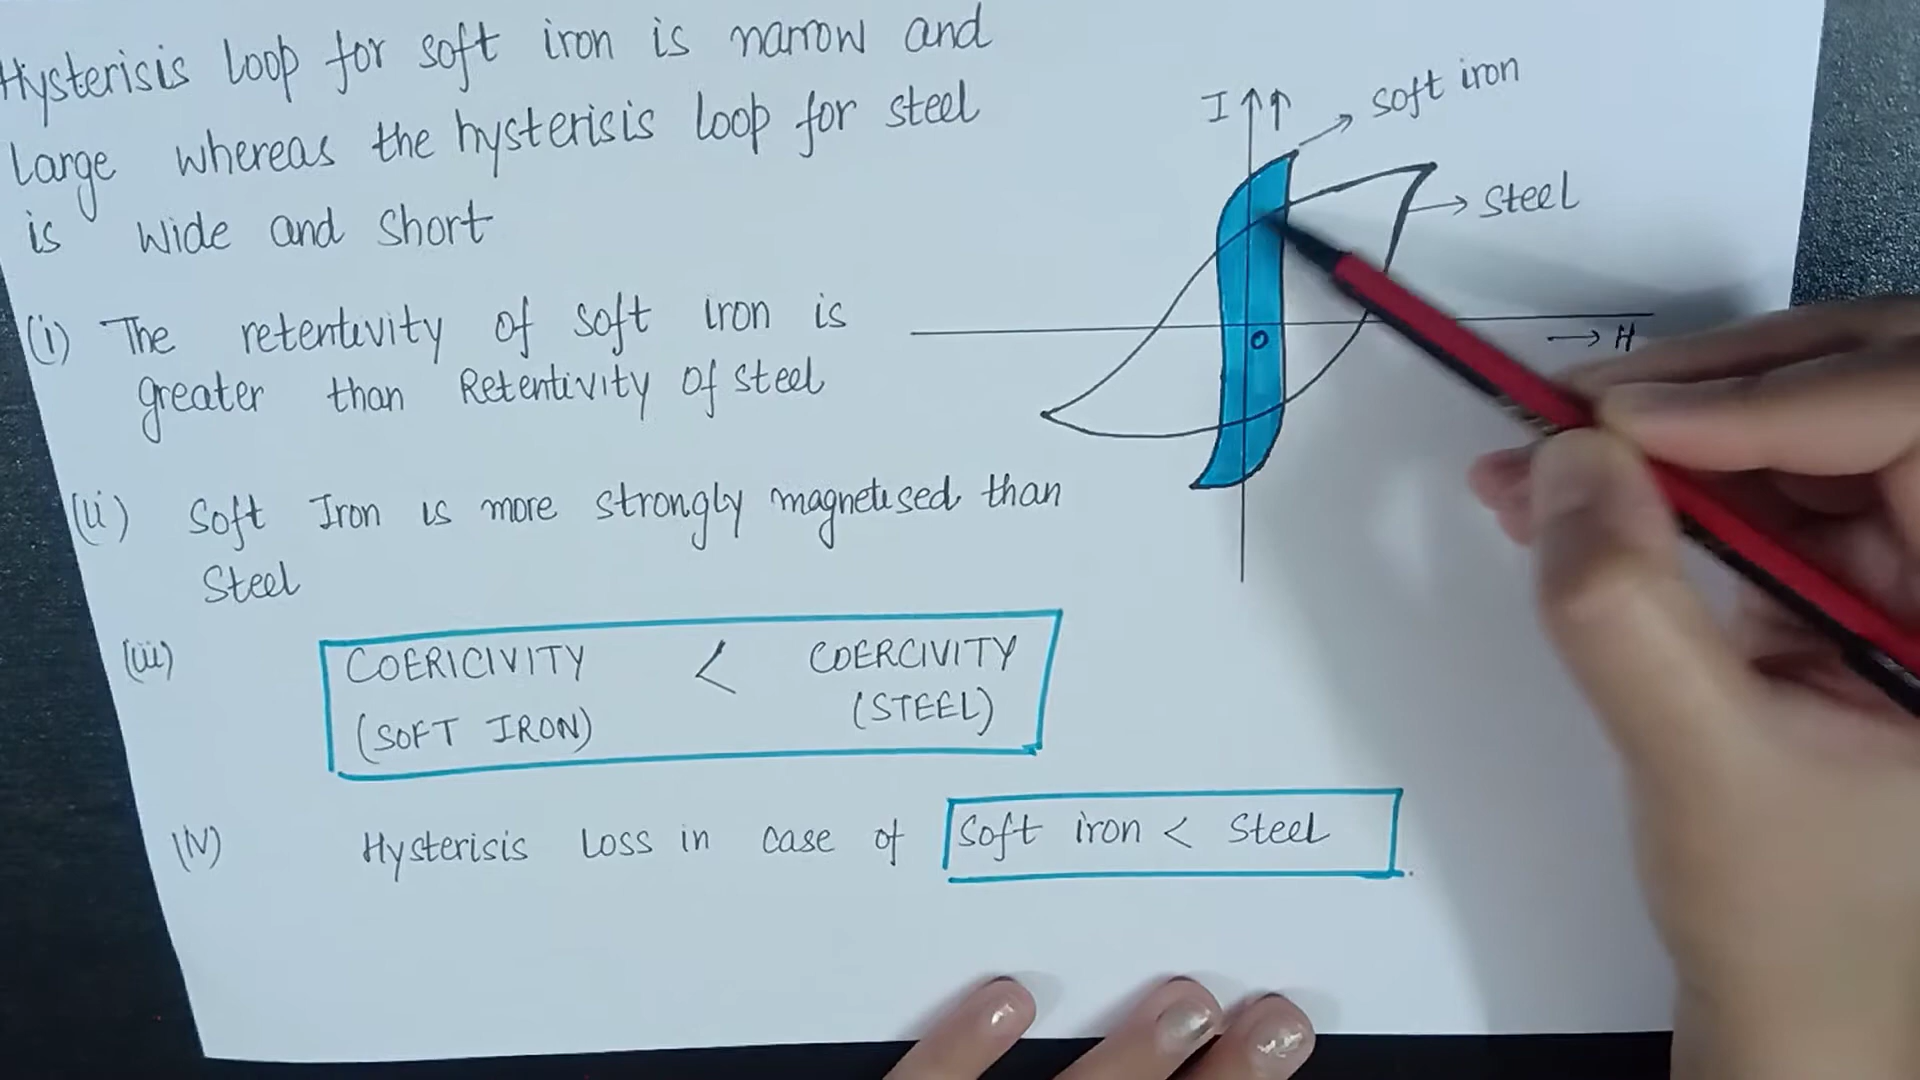 Hysterisis loop for soft iron is narrow and
large whereas the hysterisis loop for steel
is wide and short
(i) The retentivity of soft iron is
greater than Retentivity of steel
(ii) Soft Iron is more strongly magnetised than
Steel
(iii) COERICIVITY < COERCIVITY
(SOFT IRON) (STEEL)
(IV) Hysterisis Loss in case of Soft iron < Steel
I ↑↑
→ soft iron
→ Steel
O
→ H